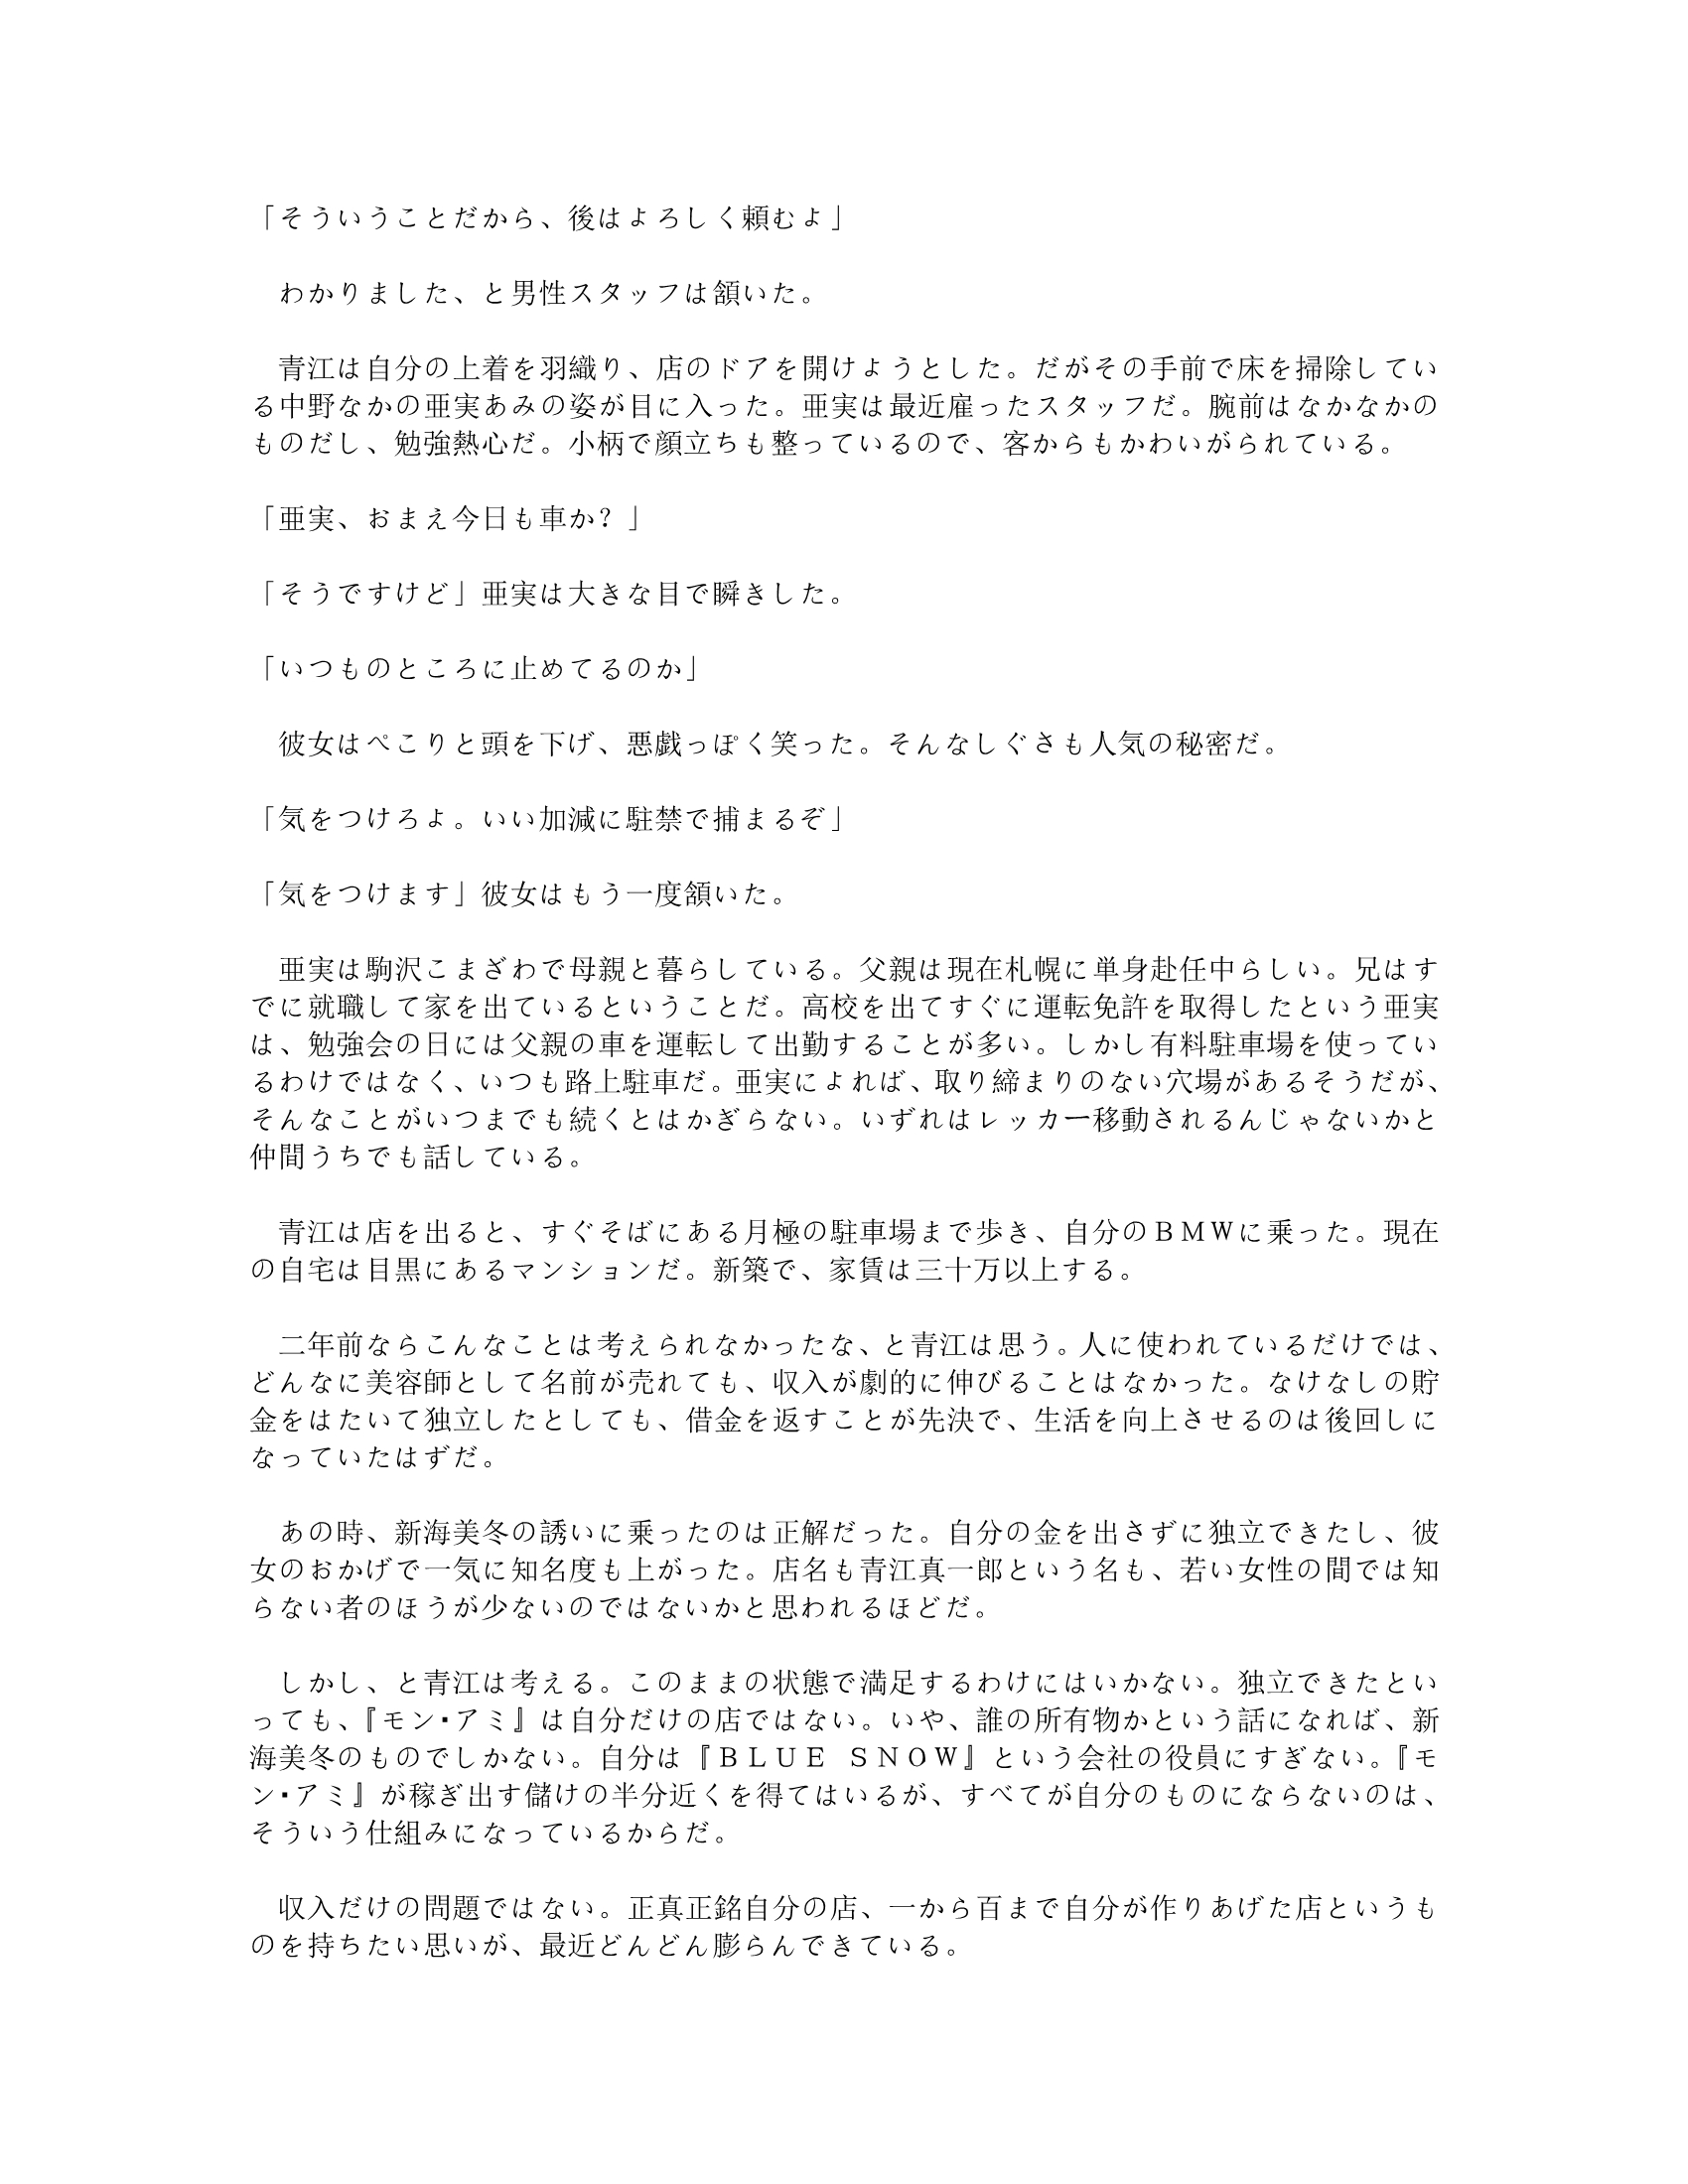 「そういうことだから、後はよろしく頼むよ」
　わかりました、と男性スタッフは頷いた。
　青江は自分の上着を羽織り、店のドアを開けようとした。だがその手前で床を掃除してい
る中野なかの亜実あみの姿が目に入った。亜実は最近雇ったスタッフだ。腕前はなかなかの
ものだし、勉強熱心だ。小柄で顔立ちも整っているので、客からもかわいがられている。
「亜実、おまえ今日も車か？」
「そうですけど」亜実は大きな目で瞬きした。
「いつものところに止めてるのか」
　彼女はぺこりと頭を下げ、悪戯っぽく笑った。そんなしぐさも人気の秘密だ。
「気をつけろよ。いい加減に駐禁で捕まるぞ」
「気をつけます」彼女はもう一度頷いた。
　亜実は駒沢こまざわで母親と暮らしている。父親は現在札幌に単身赴任中らしい。兄はす
でに就職して家を出ているということだ。高校を出てすぐに運転免許を取得したという亜実
は、勉強会の日には父親の車を運転して出勤することが多い。しかし有料駐車場を使ってい
るわけではなく、いつも路上駐車だ。亜実によれば、取り締まりのない穴場があるそうだが、
そんなことがいつまでも続くとはかぎらない。いずれはレッカー移動されるんじゃないかと
仲間うちでも話している。
　青江は店を出ると、すぐそばにある月極の駐車場まで歩き、自分のＢＭＷに乗った。現在
の自宅は目黒にあるマンションだ。新築で、家賃は三十万以上する。
　二年前ならこんなことは考えられなかったな、と青江は思う。人に使われているだけでは、
どんなに美容師として名前が売れても、収入が劇的に伸びることはなかった。なけなしの貯
金をはたいて独立したとしても、借金を返すことが先決で、生活を向上させるのは後回しに
なっていたはずだ。
　あの時、新海美冬の誘いに乗ったのは正解だった。自分の金を出さずに独立できたし、彼
女のおかげで一気に知名度も上がった。店名も青江真一郎という名も、若い女性の間では知
らない者のほうが少ないのではないかと思われるほどだ。
　しかし、と青江は考える。このままの状態で満足するわけにはいかない。独立できたとい
っても、『モン・アミ』は自分だけの店ではない。いや、誰の所有物かという話になれば、新
海美冬のものでしかない。自分は『ＢＬＵＥ　ＳＮＯＷ』という会社の役員にすぎない。『モ
ン・アミ』が稼ぎ出す儲けの半分近くを得てはいるが、すべてが自分のものにならないのは、
そういう仕組みになっているからだ。
　収入だけの問題ではない。正真正銘自分の店、一から百まで自分が作りあげた店というも
のを持ちたい思いが、最近どんどん膨らんできている。